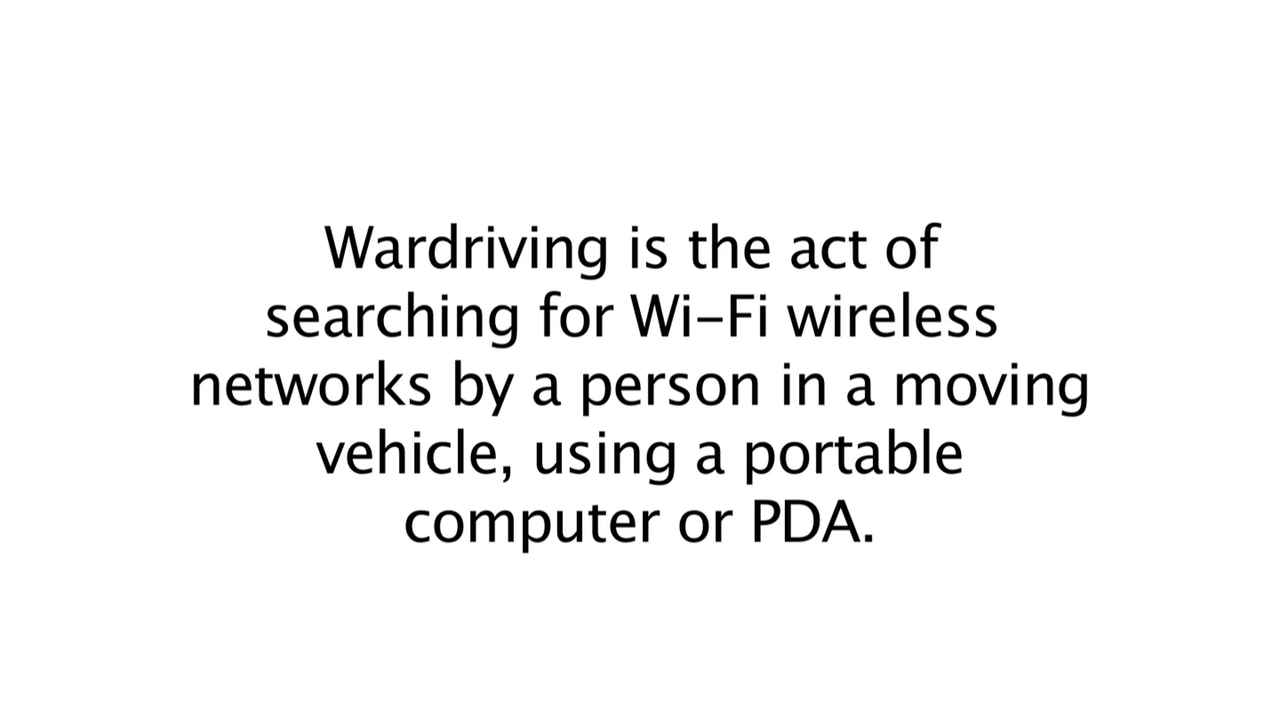 Wardriving is the act of
searching for Wi–Fi wireless
networks by a person in a moving
vehicle, using a portable
computer or PDA.